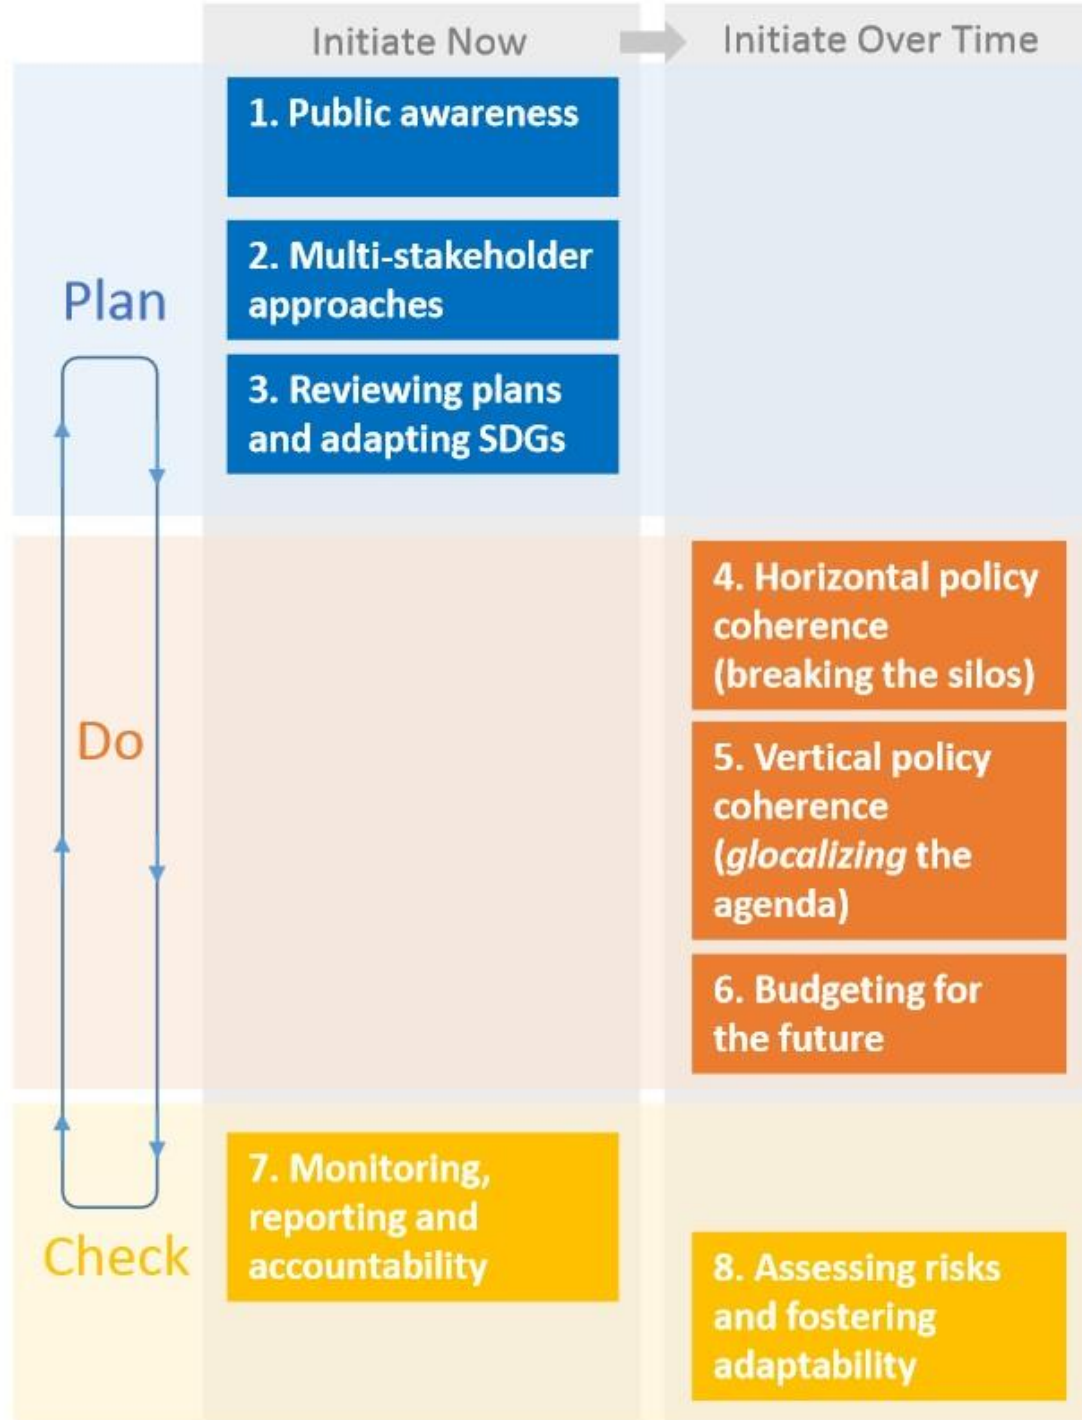 Initiate Now
Initiate Over Time
1. Public awareness
2. Multi-stakeholder
approaches
Plan
3. Reviewing plans
and adapting SDGs
4. Horizontal policy
coherence
(breaking the silos)
Do
5. Vertical policy
coherence
(glocalizing the
agenda)
6. Budgeting for
the future
7. Monitoring,
reporting and
accountability
Check
8. Assessing risks
and fostering
adaptability